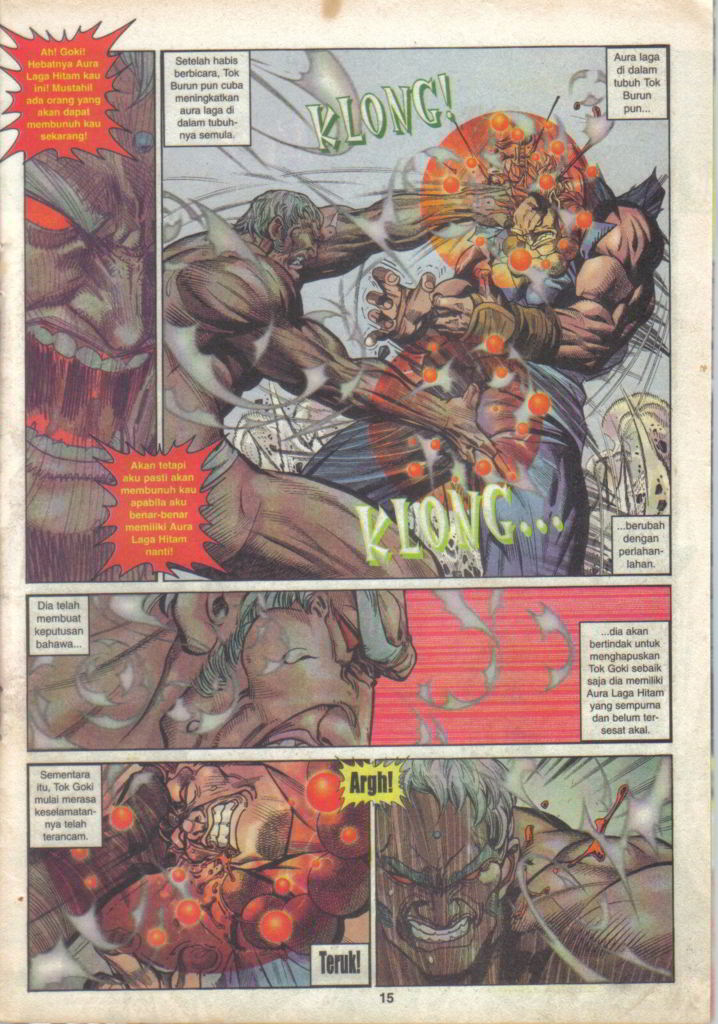 Ah! Goki!
Hebatnya Aura
Laga Hitam kau
ini! Mustahil
ada orang yang
akan dapat
membunuh kau
sekarang!
Setelah habis
berbicara, Tok
Burun pun cuba
meningkatkan
aura laga di
dalam tubuh-
nya semula.
KLONG!
Aura laga
di dalam
tubuh Tok
Burun
pun...
Akan tetapi
aku pasti akan
membunuh kau
apabila aku
benar-benar
memiliki Aura
Laga Hitam
nanti!
KLONG...
...berubah
dengan
perlahan-
lahan.
Dia telah
membuat
keputusan
bahawa...
...dia akan
bertindak untuk
menghapuskan
Tok Goki sebaik
saja dia memiliki
Aura Laga Hitam
yang sempurna
dan belum ter-
sesat akal.
Sementara
itu, Tok Goki
mulai merasa
keselamatan-
nya telah
terancam.
Argh!
Teruk!
15